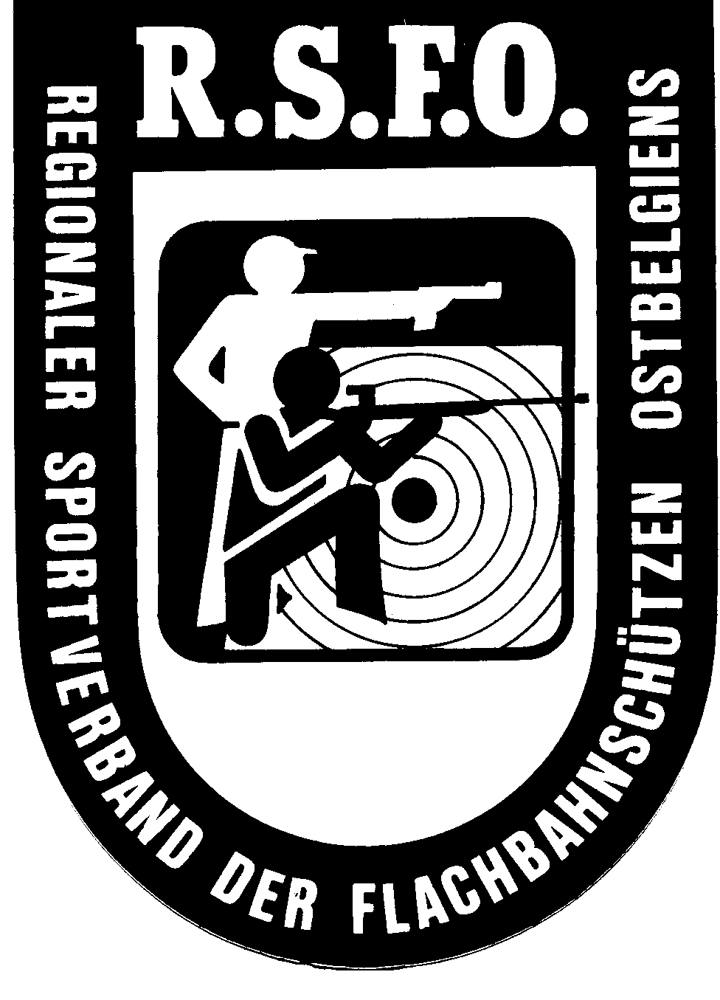 R.S.F.O.
REGIONALER SPORTVERBAND DER FLACHBAHNSCHÜTZEN OSTBELGIENS